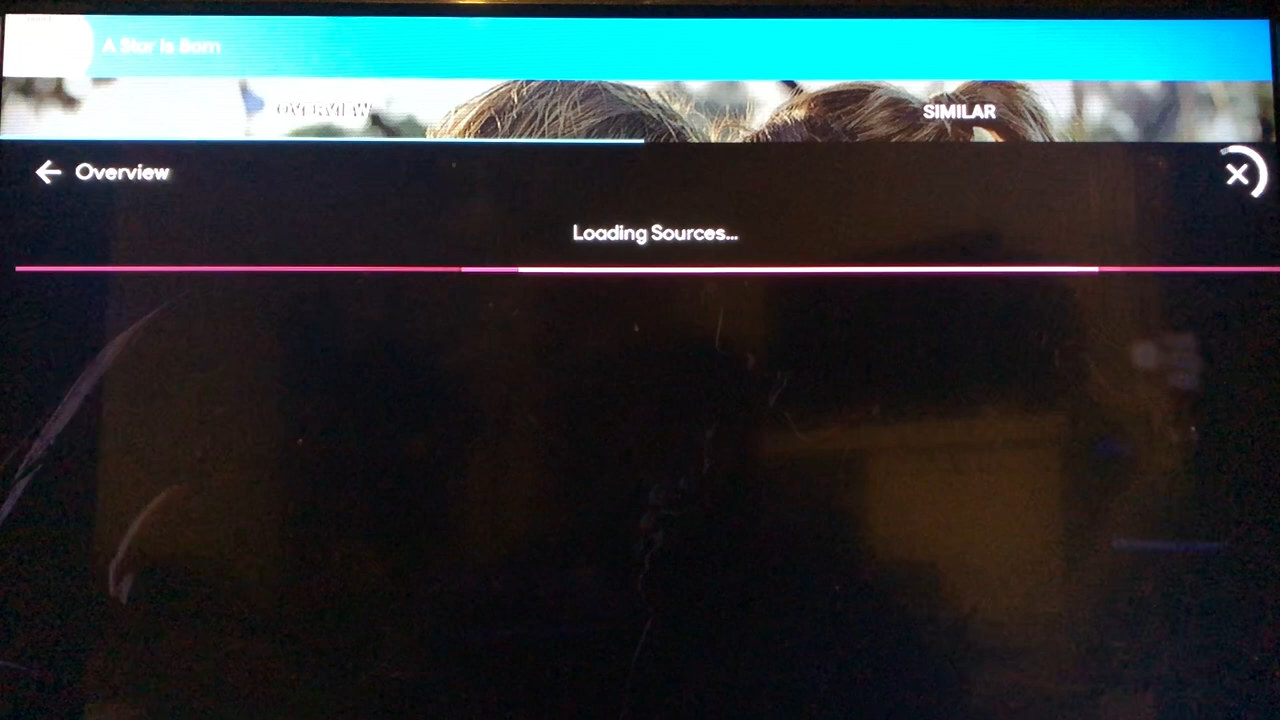 A Star Is Born
OVERVIEW
SIMILAR
Overview
Loading Sources...